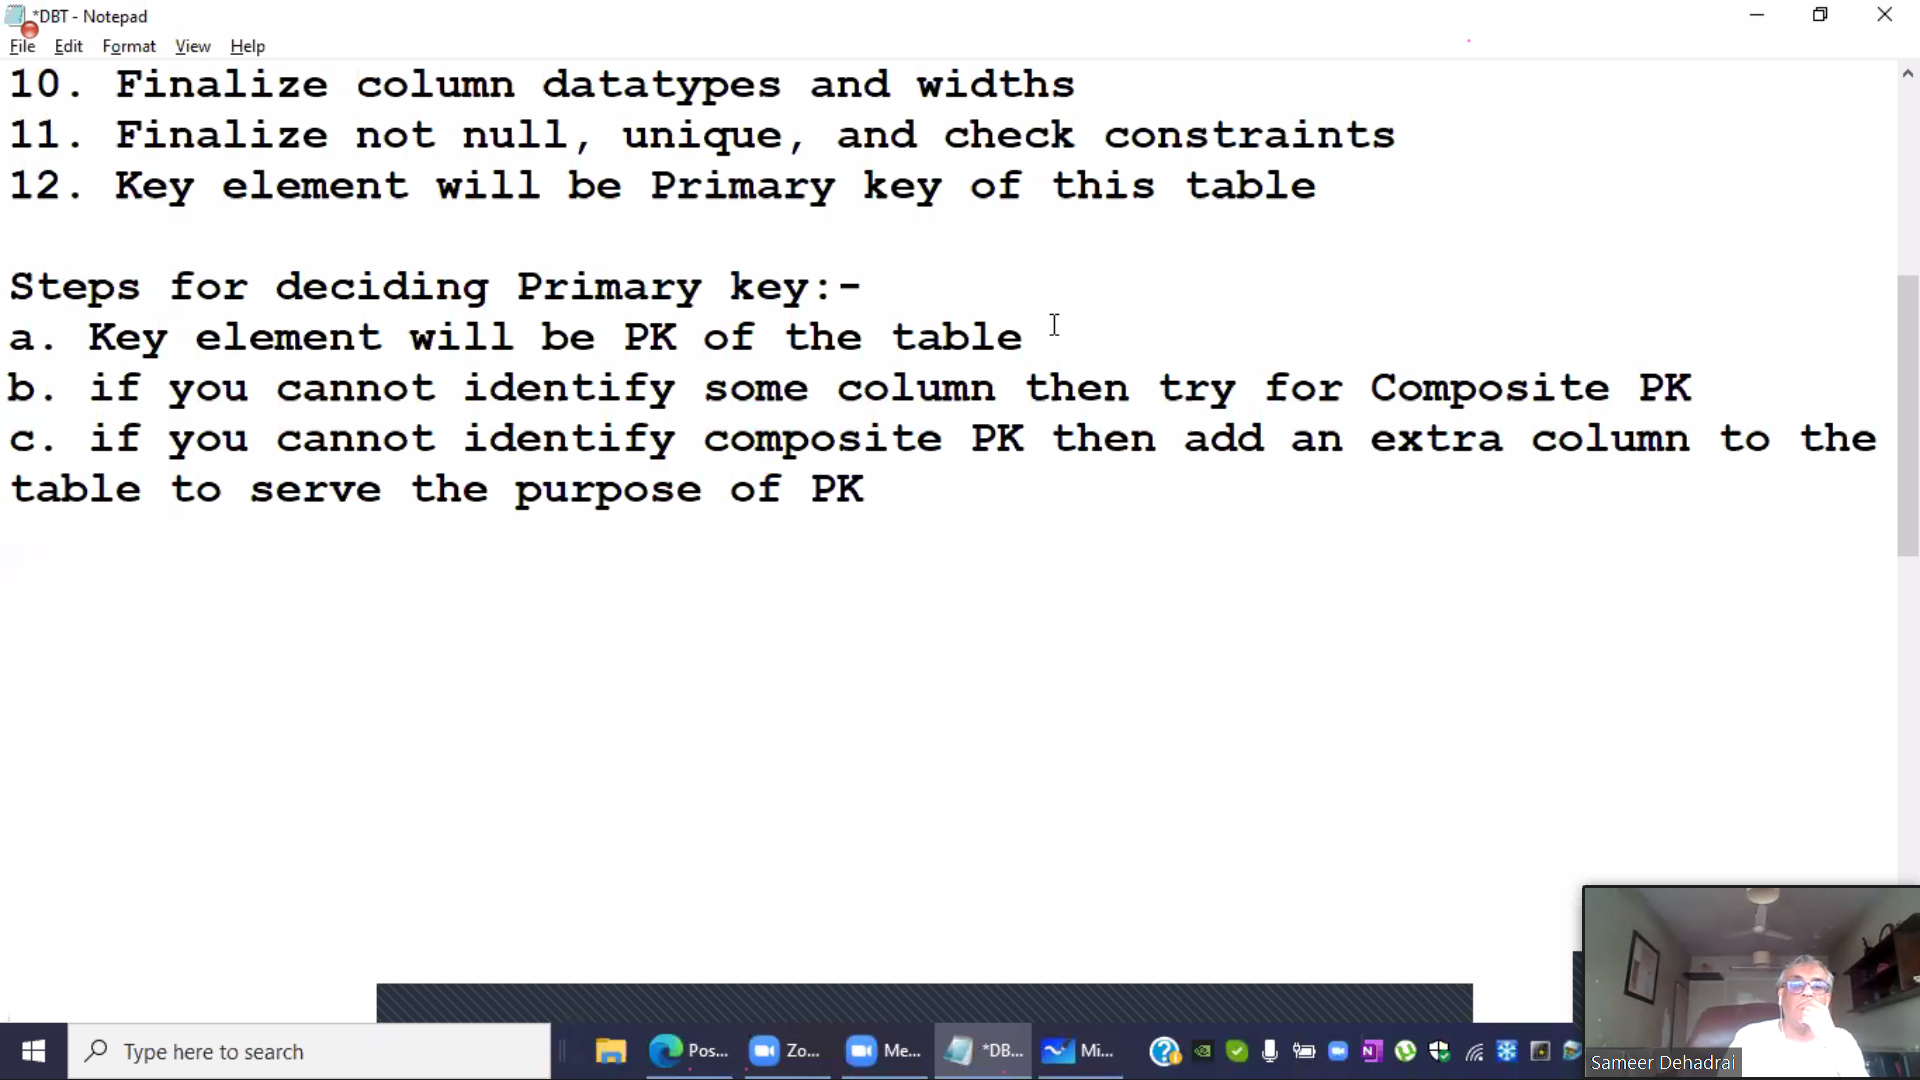 *DBT - Notepad
File Edit Format View Help
10. Finalize column datatypes and widths
11. Finalize not null, unique, and check constraints
12. Key element will be Primary key of this table
Steps for deciding Primary key:-
a. Key element will be PK of the table
b. if you cannot identify some column then try for Composite PK
c. if you cannot identify composite PK then add an extra column to the
table to serve the purpose of PK
Type here to search
Pos... Zo... Me... *DB... Mi...
Sameer Dehadrai